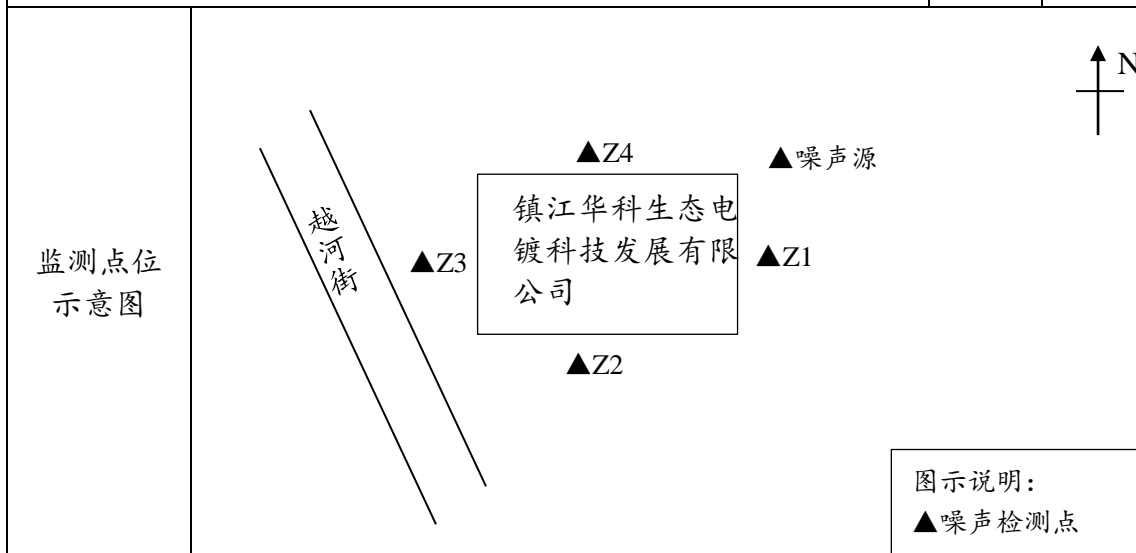 监测点位
示意图
N
▲Z4
▲噪声源
镇江华科生态电
镀科技发展有限
公司
越河街
▲Z3
▲Z1
▲Z2
图示说明：
▲噪声检测点